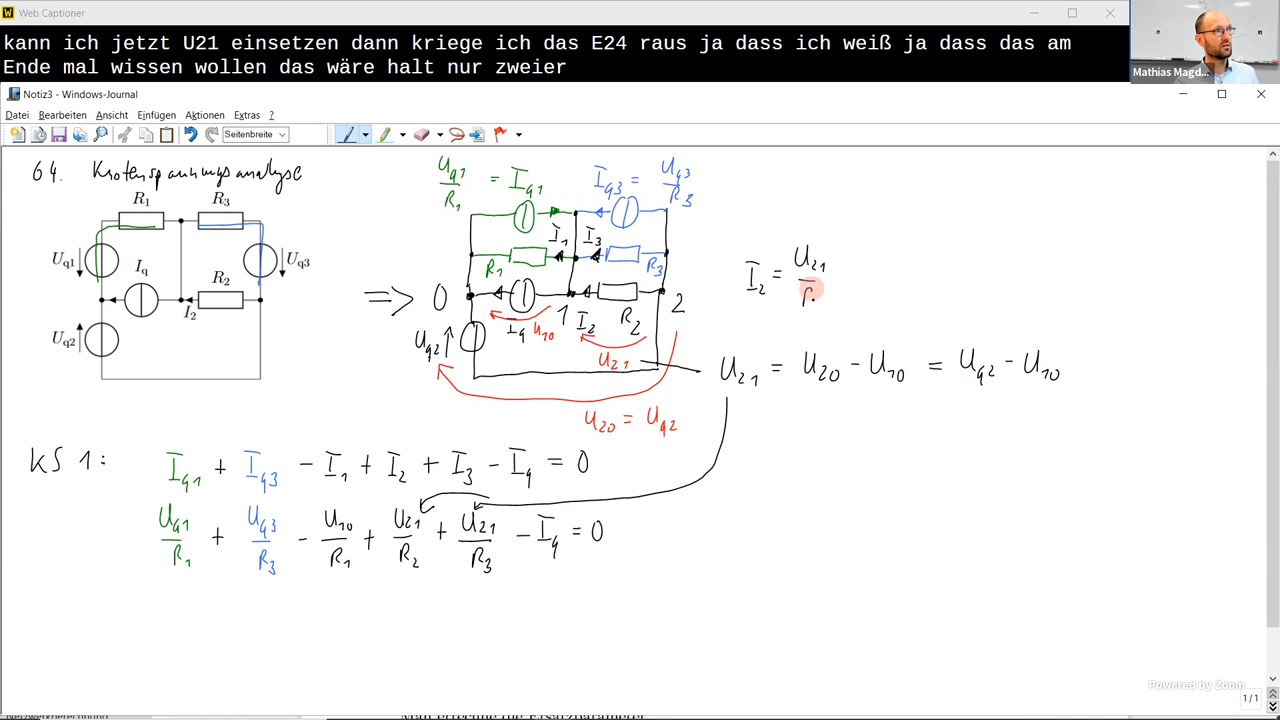 Web Captioner
kann ich jetzt U21 einsetzen dann kriege ich das E24 raus ja dass ich weiß ja dass das am
Ende mal wissen wollen das wäre halt nur zweier
Mathias Magd...
Notiz3 - Windows-Journal
Datei Bearbeiten Ansicht Einfügen Aktionen Extras ?
Seitenbreite
64. Knotenspannungsanalyse
R1 R3
Uq1 Iq Uq3
R2
I2
Uq2
Uq1/R1 = Iq1 Iq3 = Uq3/R3
I1 I3
R1 R3
=> 0 1 2
Iq U10 I2 R2
Uq2 U21
U20 = Uq2
I2 = U21/R
U21 = U20 - U10 = Uq2 - U10
KS 1: Iq1 + Iq3 - I1 + I2 + I3 - Iq = 0
Uq1/R1 + Uq3/R3 - U10/R1 + U21/R2 + U21/R3 - Iq = 0
Powered by Zoom
1/1